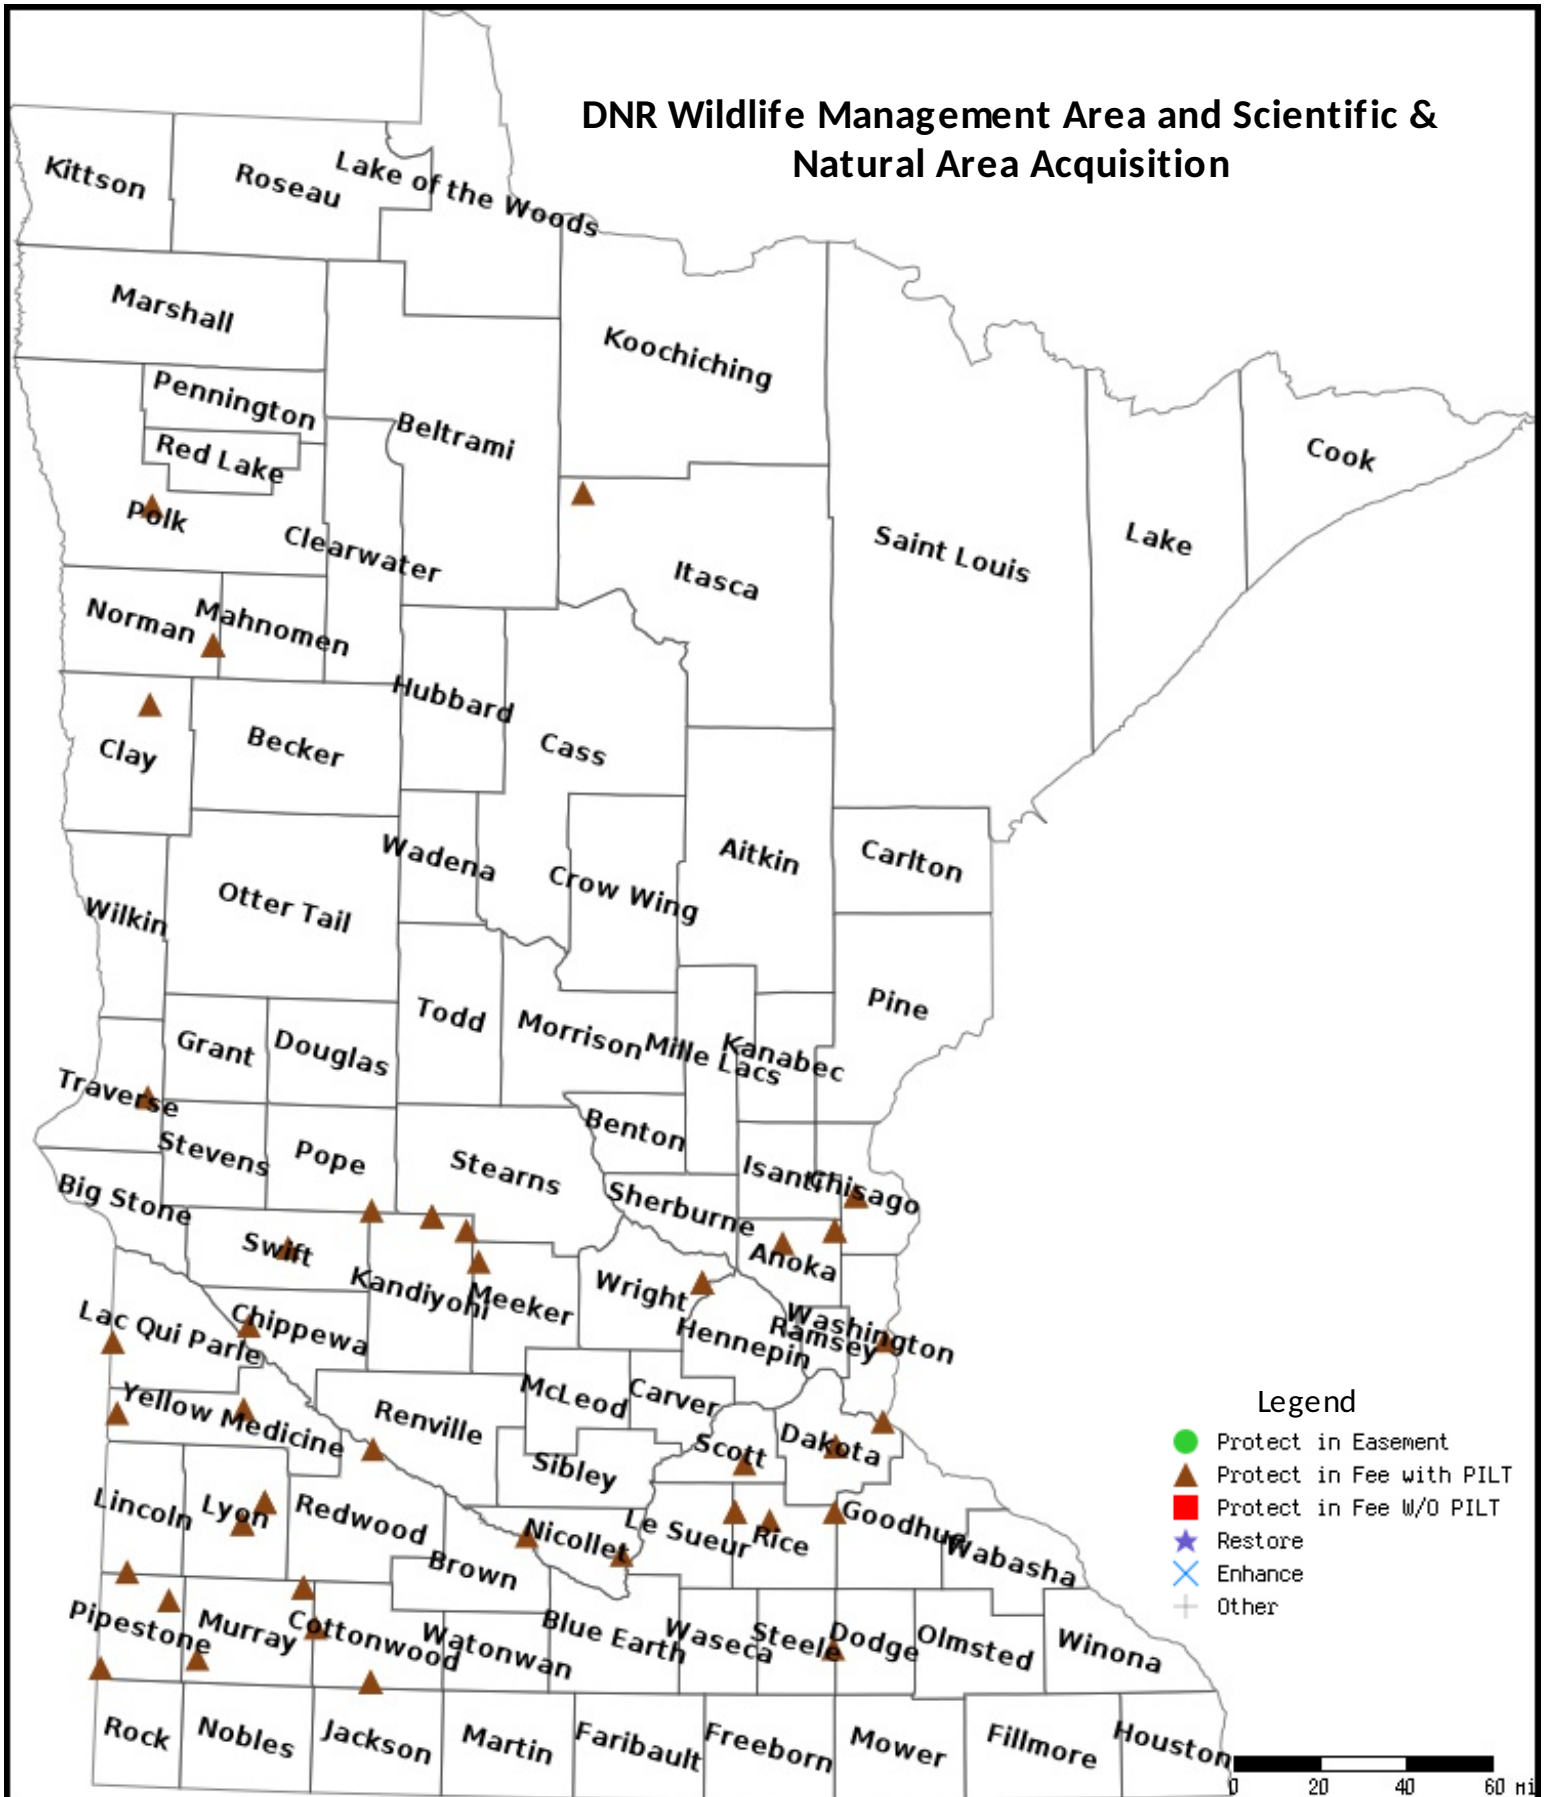 DNR Wildlife Management Area and Scientific &
Natural Area Acquisition
Kittson
Roseau
Lake of the Woods
Marshall
Koochiching
Pennington
Beltrami
Red Lake
Cook
Polk
Clearwater
Itasca
Saint Louis
Lake
Norman
Mahnomen
Hubbard
Clay
Becker
Cass
Wadena
Aitkin
Carlton
Crow Wing
Otter Tail
Wilkin
Pine
Todd
Morrison
Mille Lacs
Kanabec
Grant
Douglas
Traverse
Benton
Stevens
Pope
Stearns
Isanti
Chisago
Big Stone
Sherburne
Swift
Anoka
Kandiyohi
Meeker
Wright
Lac Qui Parle
Chippewa
Hennepin
Ramsey
Washington
McLeod
Carver
Yellow Medicine
Renville
Scott
Dakota
Sibley
Lincoln
Lyon
Redwood
Nicollet
Le Sueur
Rice
Goodhue
Wabasha
Brown
Pipestone
Murray
Cottonwood
Watonwan
Blue Earth
Waseca
Steele
Dodge
Olmsted
Winona
Rock
Nobles
Jackson
Martin
Faribault
Freeborn
Mower
Fillmore
Houston
Legend
Protect in Easement
Protect in Fee with PILT
Protect in Fee W/O PILT
Restore
Enhance
Other
0 20 40 60 mi